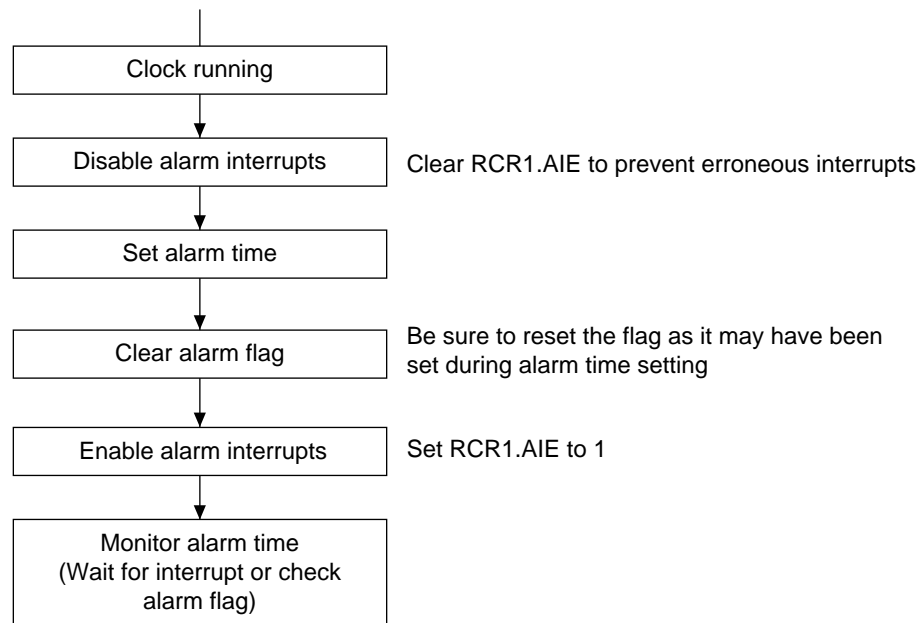 Clock running
Disable alarm interrupts
Clear RCR1.AIE to prevent erroneous interrupts
Set alarm time
Clear alarm flag
Be sure to reset the flag as it may have been
set during alarm time setting
Enable alarm interrupts
Set RCR1.AIE to 1
Monitor alarm time
(Wait for interrupt or check
alarm flag)